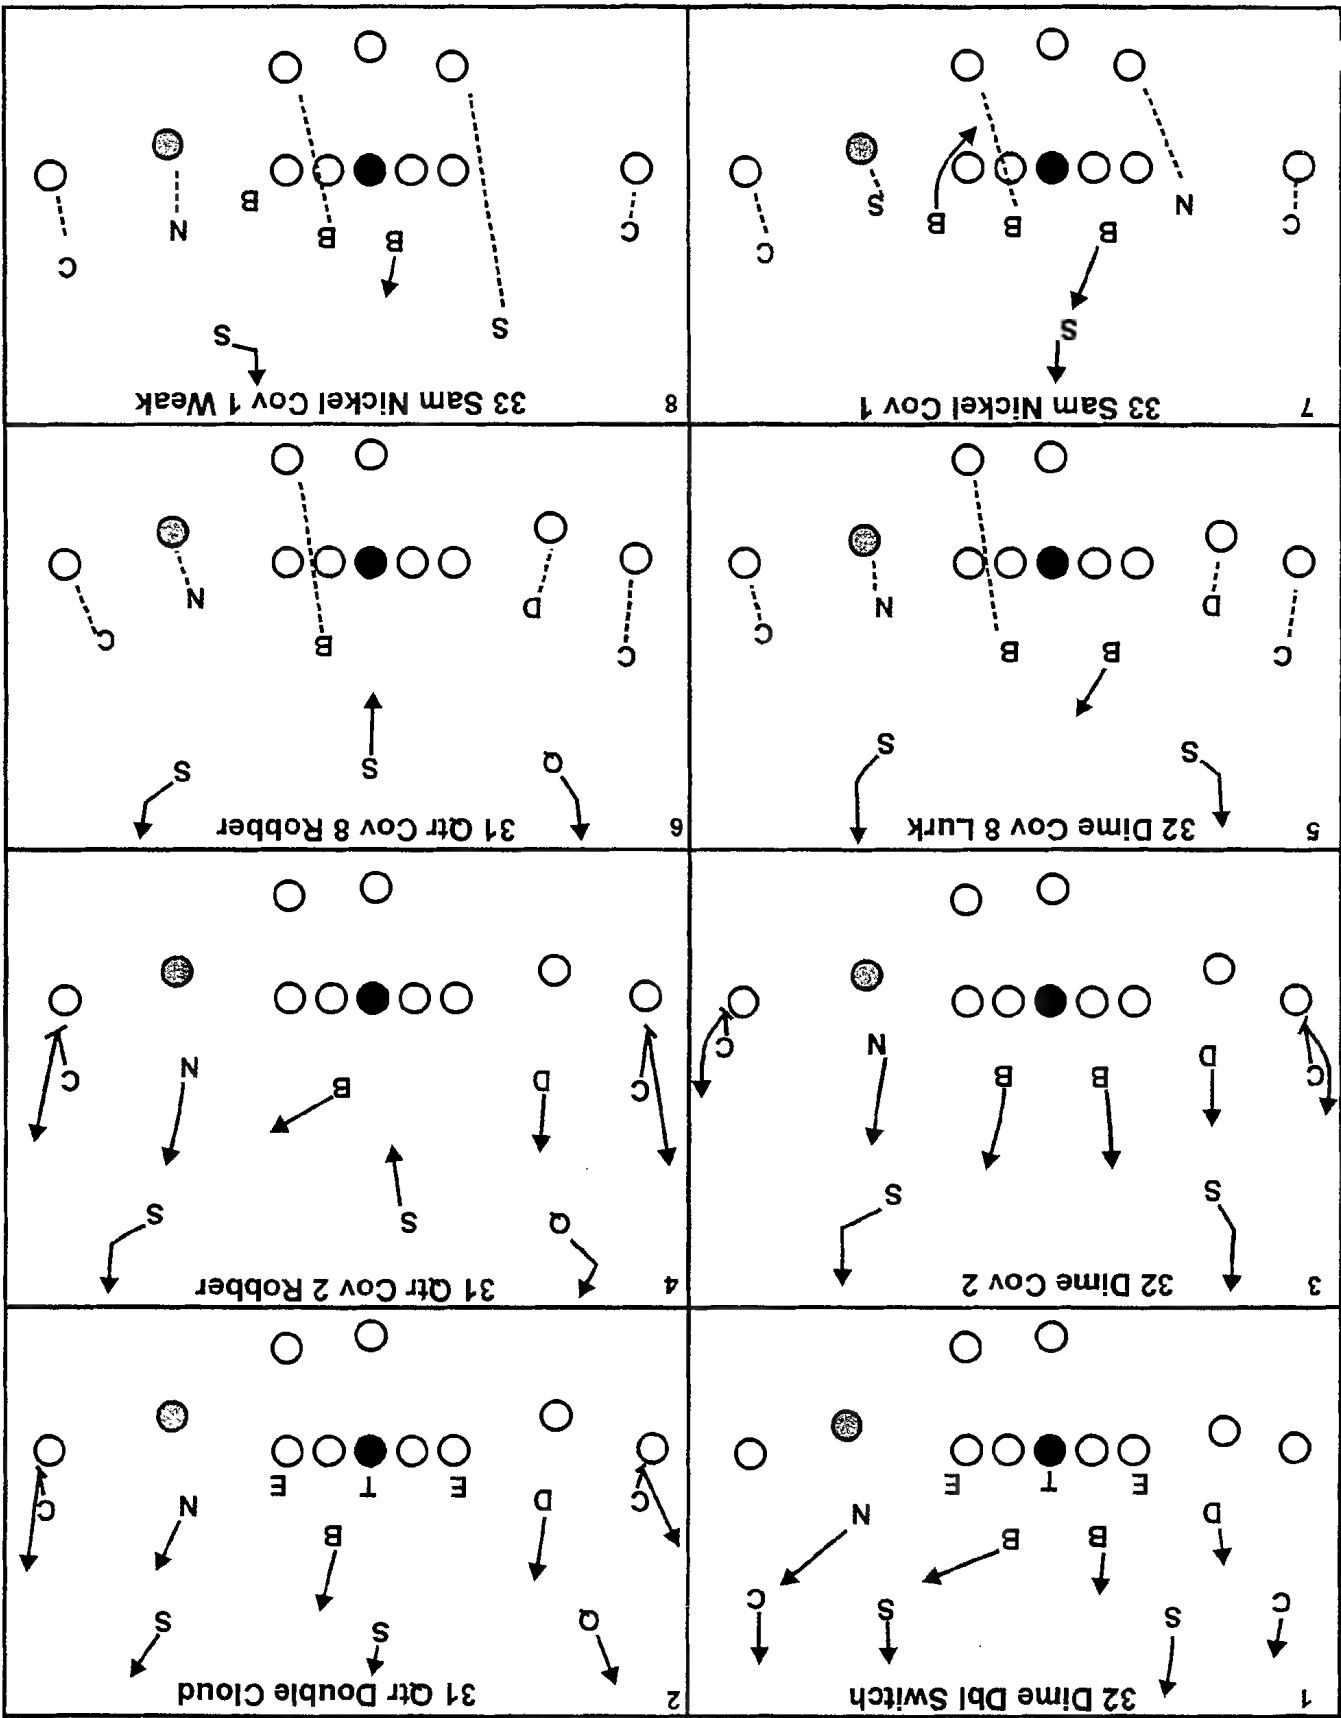 1 32 Dime Dbl Switch
C S S C
D B B N
E T E
2 31 Qtr Double Cloud
Q S S
C D B N C
E T E
3 32 Dime Cov 2
S S
C D B B N C
4 31 Qtr Cov 2 Robber
Q S S
C D B N C
5 32 Dime Cov 8 Lurk
S S
C D B B N C
6 31 Qtr Cov 8 Robber
Q S S
C D B N C
7 33 Sam Nickel Cov 1
S
C N B B B S C
8 33 Sam Nickel Cov 1 Weak
S S
C B B B N C